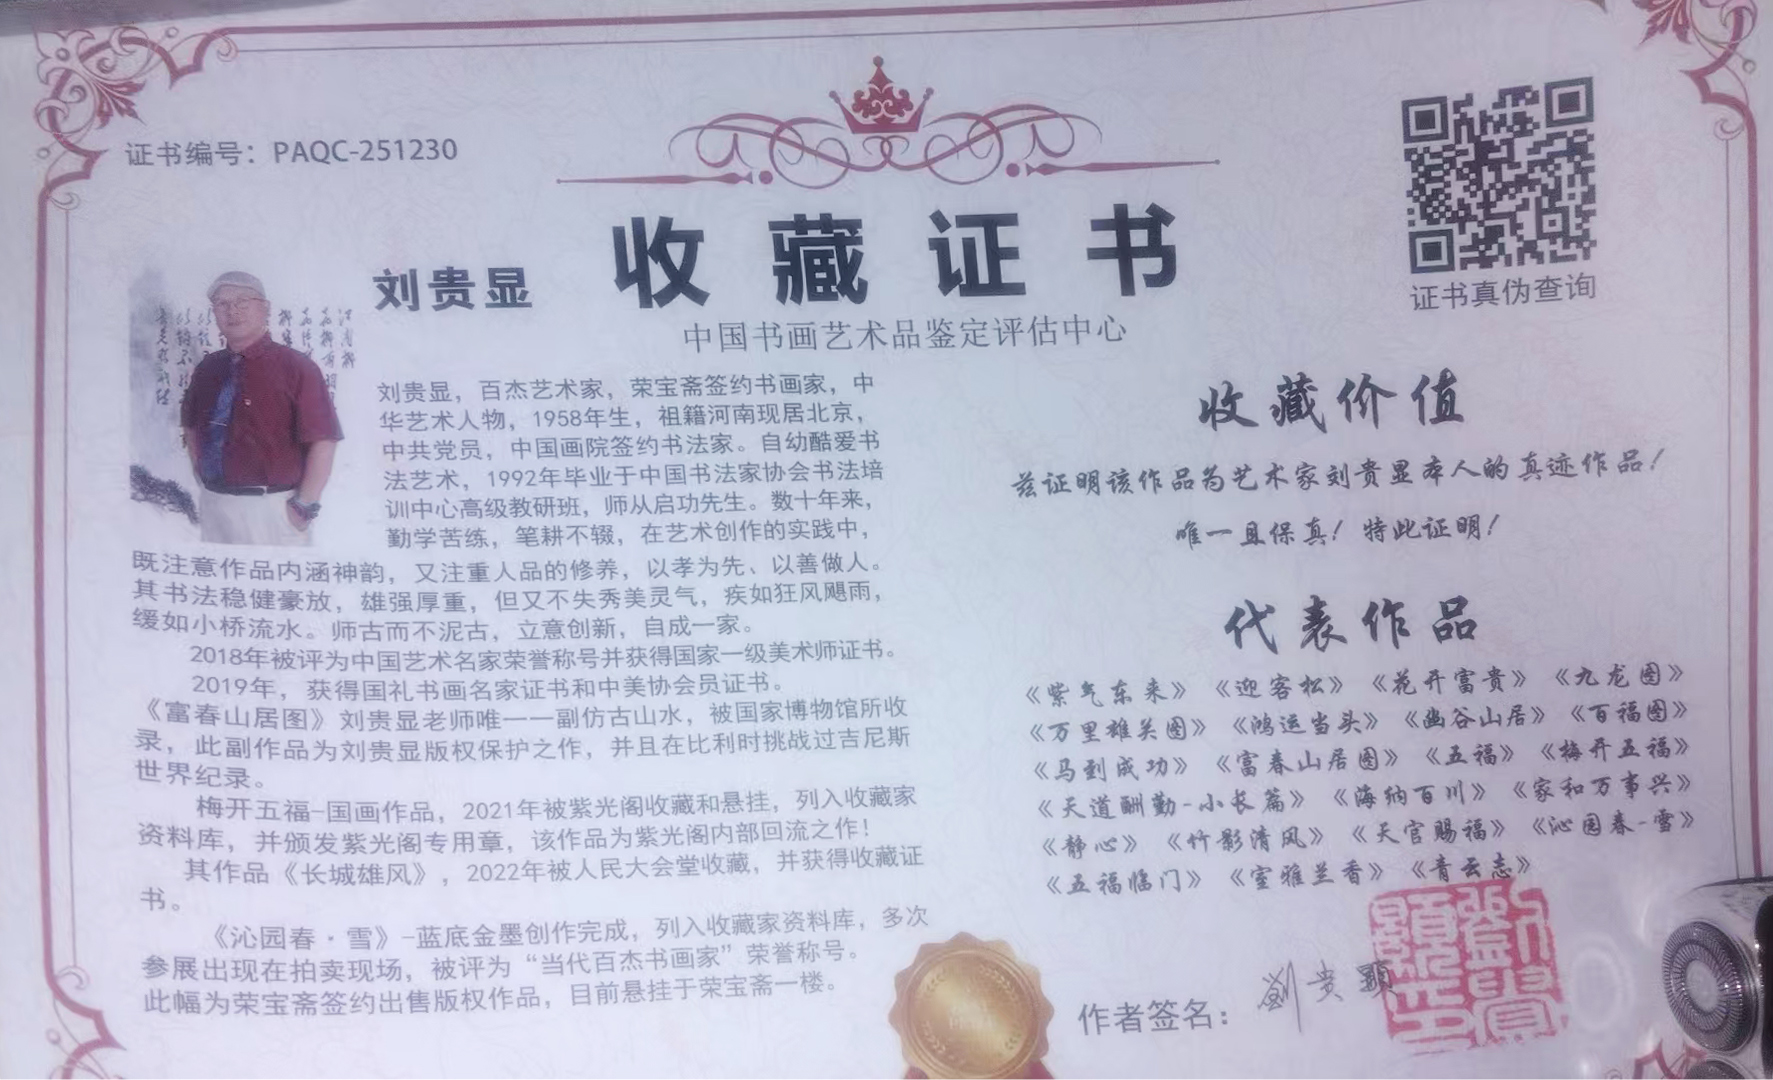 证书编号：PAQC-251230
证书真伪查询
刘贵显
收藏证书
中国书画艺术品鉴定评估中心
刘贵显，百杰艺术家，荣宝斋签约书画家，中
华艺术人物，1958年生，祖籍河南现居北京，
中共党员，中国画院签约书法家。自幼酷爱书
法艺术，1992年毕业于中国书法家协会书法培
训中心高级教研班，师从启功先生。数十年来，
勤学苦练，笔耕不辍，在艺术创作的实践中，
既注意作品内涵神韵，又注重人品的修养，以孝为先、以善做人。
其书法稳健豪放，雄强厚重，但又不失秀美灵气，疾如狂风飓雨，
缓如小桥流水。师古而不泥古，立意创新，自成一家。
2018年被评为中国艺术名家荣誉称号并获得国家一级美术师证书。
2019年，获得国礼书画名家证书和中美协会员证书。
《富春山居图》刘贵显老师唯一一副仿古山水，被国家博物馆所收
录，此副作品为刘贵显版权保护之作，并且在比利时挑战过吉尼斯
世界纪录。
梅开五福-国画作品，2021年被紫光阁收藏和悬挂，列入收藏家
资料库，并颁发紫光阁专用章，该作品为紫光阁内部回流之作！
其作品《长城雄风》，2022年被人民大会堂收藏，并获得收藏证
书。
《沁园春·雪》-蓝底金墨创作完成，列入收藏家资料库，多次
参展出现在拍卖现场，被评为“当代百杰书画家”荣誉称号。
此幅为荣宝斋签约出售版权作品，目前悬挂于荣宝斋一楼。
收藏价值
兹证明该作品为艺术家刘贵显本人的真迹作品！
唯一且保真！特此证明！
代表作品
《紫气东来》《迎客松》《花开富贵》《九龙图》
《万里雄关图》《鸿运当头》《幽谷山居》《百福图》
《马到成功》《富春山居图》《五福》《梅开五福》
《天道酬勤-小长篇》《海纳百川》《家和万事兴》
《静心》《竹影清风》《天官赐福》《沁园春-雪》
《五福临门》《室雅兰香》《青云志》
作者签名：劉贵顯